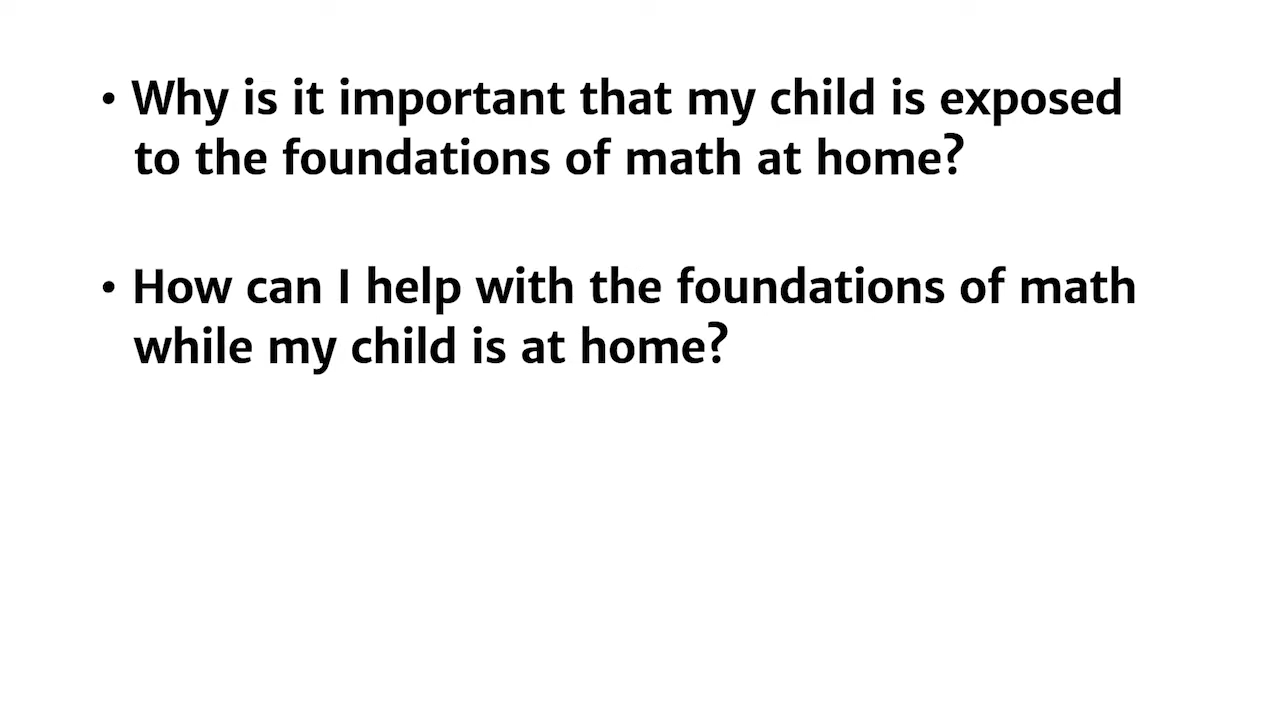 • Why is it important that my child is exposed
to the foundations of math at home?
• How can I help with the foundations of math
while my child is at home?